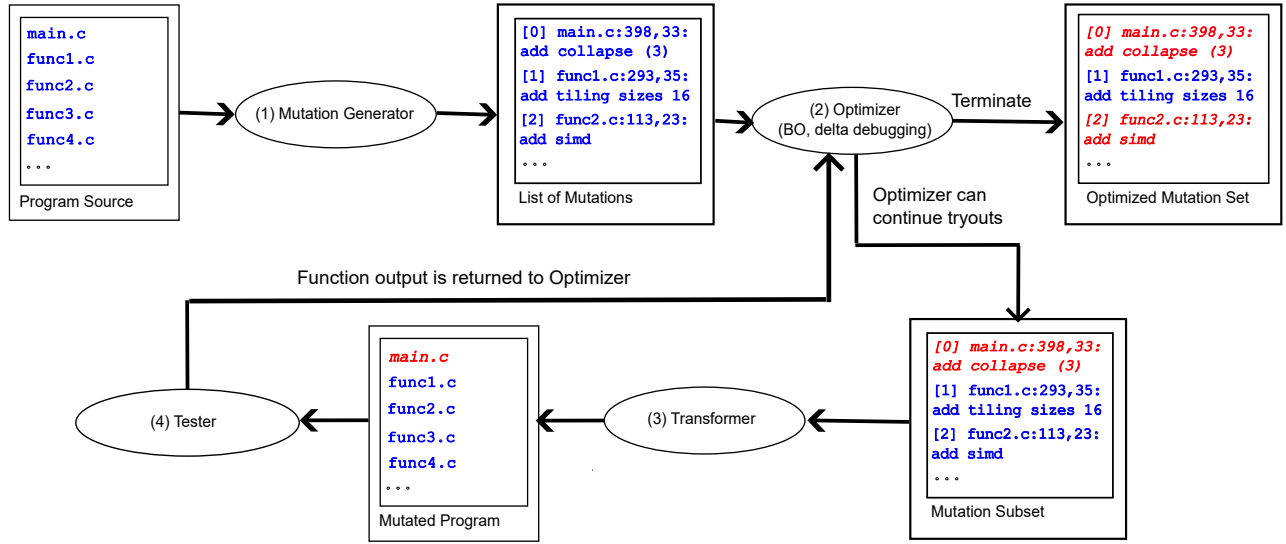 main.c
func1.c
func2.c
func3.c
func4.c
...
Program Source
(1) Mutation Generator
[0] main.c:398,33:
add collapse (3)
[1] func1.c:293,35:
add tiling sizes 16
[2] func2.c:113,23:
add simd
...
List of Mutations
(2) Optimizer
(BO, delta debugging)
Terminate
[0] main.c:398,33:
add collapse (3)
[1] func1.c:293,35:
add tiling sizes 16
[2] func2.c:113,23:
add simd
...
Optimized Mutation Set
Optimizer can
continue tryouts
Function output is returned to Optimizer
[0] main.c:398,33:
add collapse (3)
[1] func1.c:293,35:
add tiling sizes 16
[2] func2.c:113,23:
add simd
...
Mutation Subset
(3) Transformer
main.c
func1.c
func2.c
func3.c
func4.c
...
Mutated Program
(4) Tester